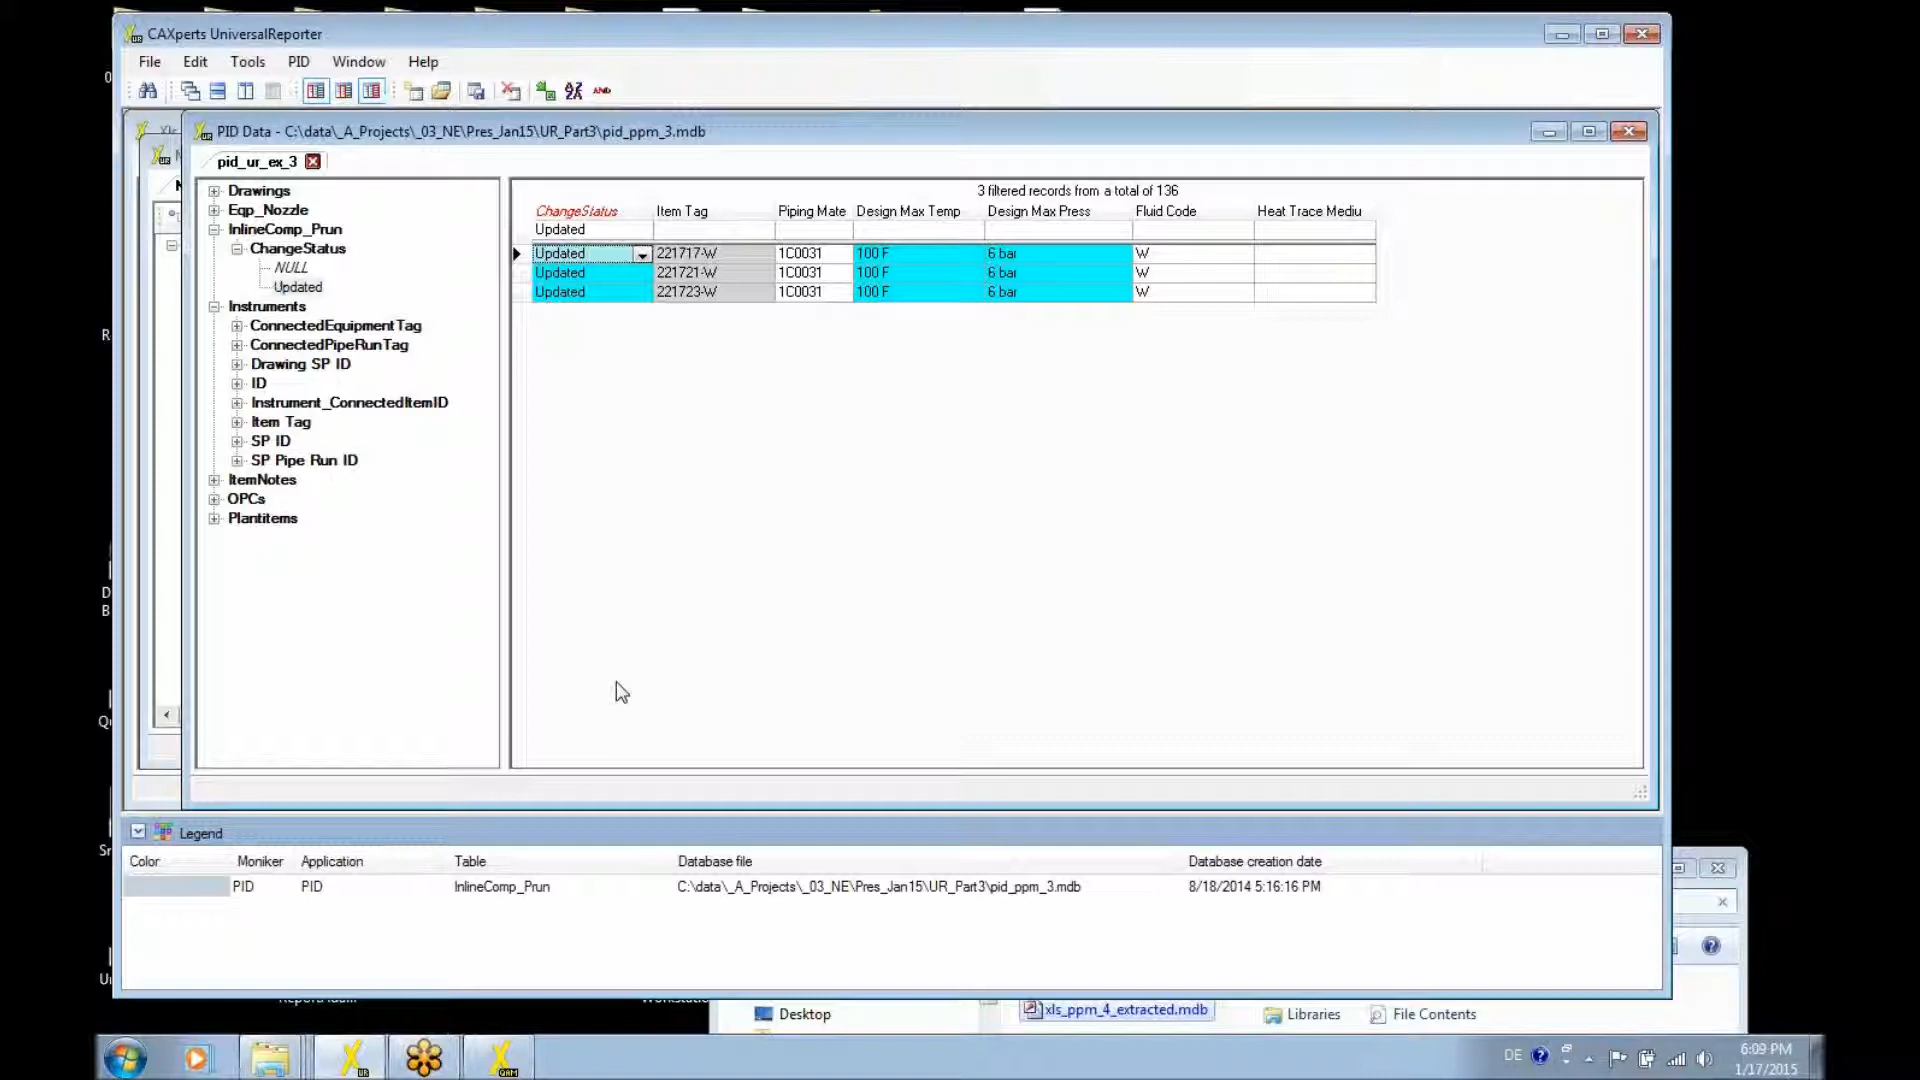 CAXperts UniversalReporter
File Edit Tools PID Window Help
PID Data - C:\data\_A_Projects\_03_NE\Pres_Jan15\UR_Part3\pid_ppm_3.mdb
pid_ur_ex_3
Drawings
Eqp_Nozzle
InlineComp_Prun
ChangeStatus
NULL
Updated
Instruments
ConnectedEquipmentTag
ConnectedPipeRunTag
Drawing SP ID
ID
Instrument_ConnectedItemID
Item Tag
SP ID
SP Pipe Run ID
ItemNotes
OPCs
Plantitems
3 filtered records from a total of 136
ChangeStatus Item Tag Piping Mate Design Max Temp Design Max Press Fluid Code Heat Trace Mediu
Updated
Updated 221717-W 1C0031 100 F 6 bar W
Updated 221721-W 1C0031 100 F 6 bar W
Updated 221723-W 1C0031 100 F 6 bar W
Legend
Color Moniker Application Table Database file Database creation date
PID PID InlineComp_Prun C:\data\_A_Projects\_03_NE\Pres_Jan15\UR_Part3\pid_ppm_3.mdb 8/18/2014 5:16:16 PM
Desktop xls_ppm_4_extracted.mdb Libraries File Contents
DE 6:09 PM
1/17/2015